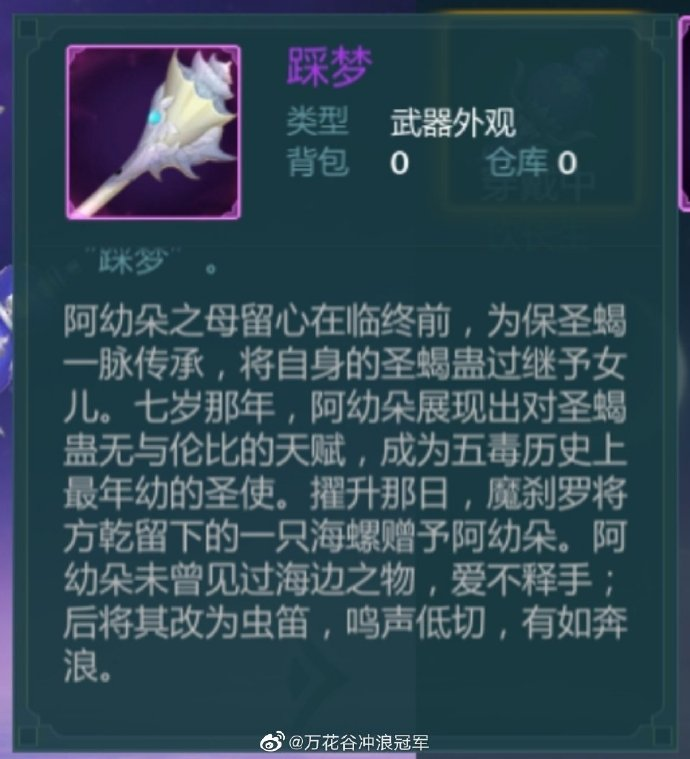 踩梦
类型 武器外观
背包 0 仓库 0
穿戴中
“踩梦”。
阿幼朵之母留心在临终前，为保圣蝎
一脉传承，将自身的圣蝎蛊过继予女
儿。七岁那年，阿幼朵展现出对圣蝎
蛊无与伦比的天赋，成为五毒历史上
最年幼的圣使。擢升那日，魔刹罗将
方乾留下的一只海螺赠予阿幼朵。阿
幼朵未曾见过海边之物，爱不释手；
后将其改为虫笛，鸣声低切，有如奔
浪。
@万花谷冲浪冠军